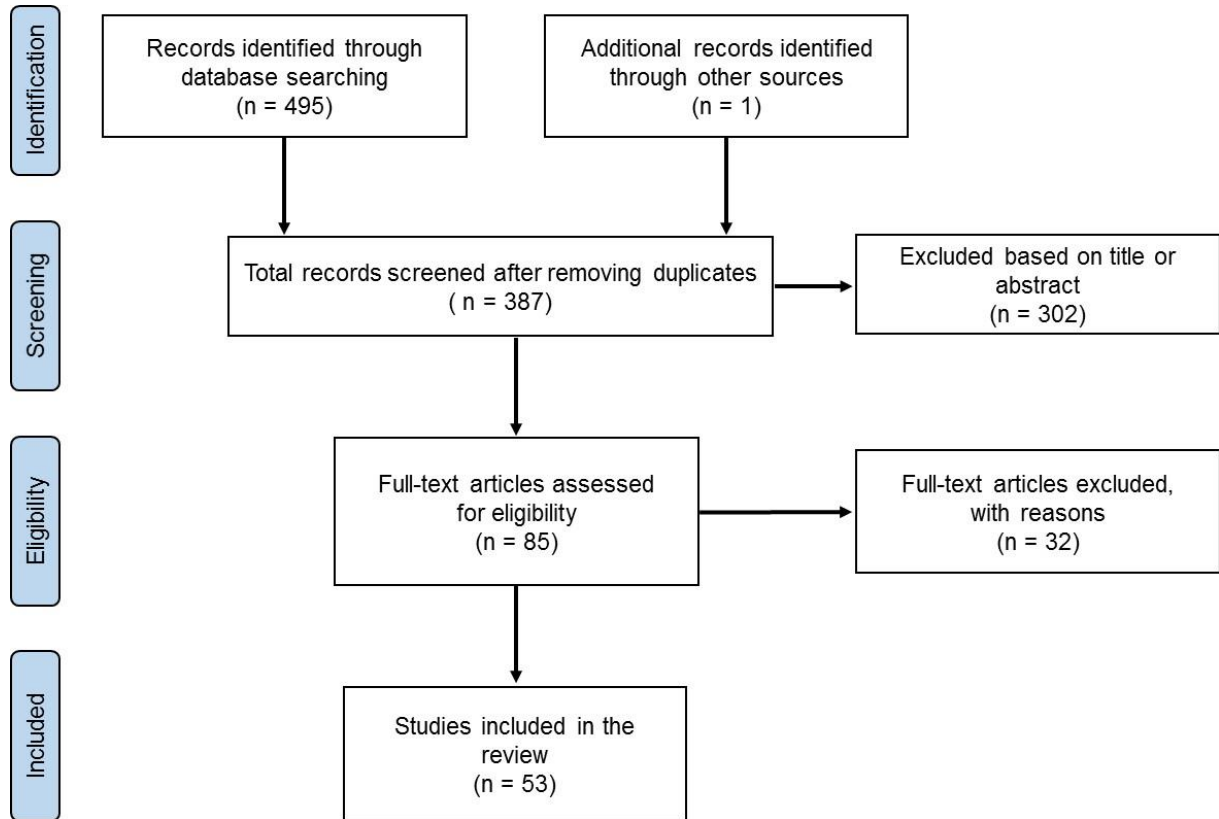 Identification
Records identified through
database searching
(n = 495)
Additional records identified
through other sources
(n = 1)
Screening
Total records screened after removing duplicates
( n = 387)
Excluded based on title or
abstract
(n = 302)
Eligibility
Full-text articles assessed
for eligibility
(n = 85)
Full-text articles excluded,
with reasons
(n = 32)
Included
Studies included in the
review
(n = 53)